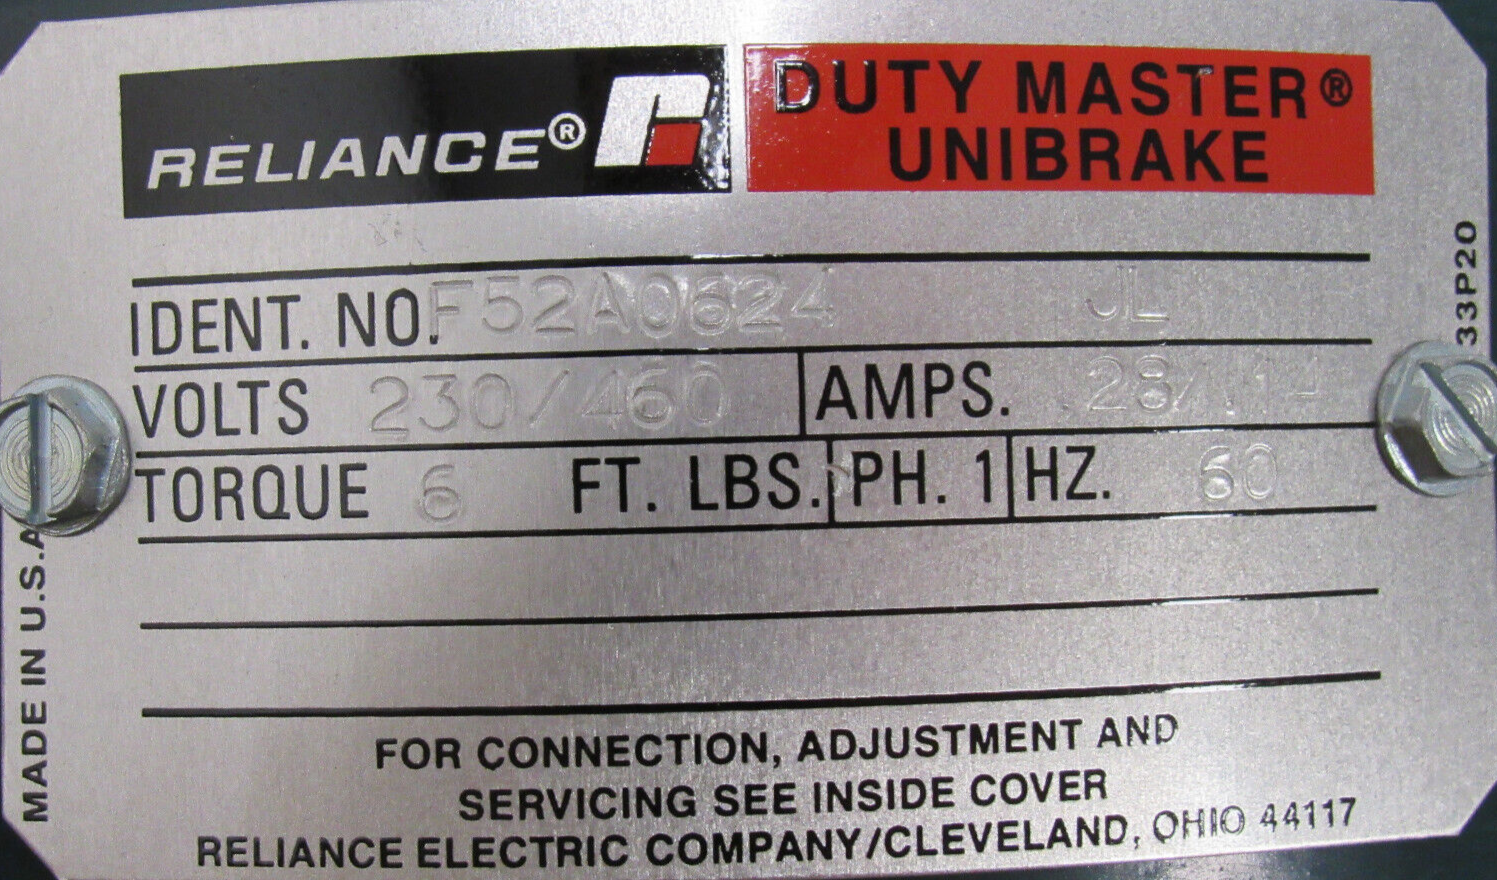 RELIANCE®
DUTY MASTER®
UNIBRAKE
IDENT. NO. F52A0624 JL
VOLTS 230/460 AMPS.
TORQUE 6 FT. LBS. PH. 1 HZ. 60
FOR CONNECTION, ADJUSTMENT AND
SERVICING SEE INSIDE COVER
RELIANCE ELECTRIC COMPANY/CLEVELAND, OHIO 44117
MADE IN U.S.A
33P20